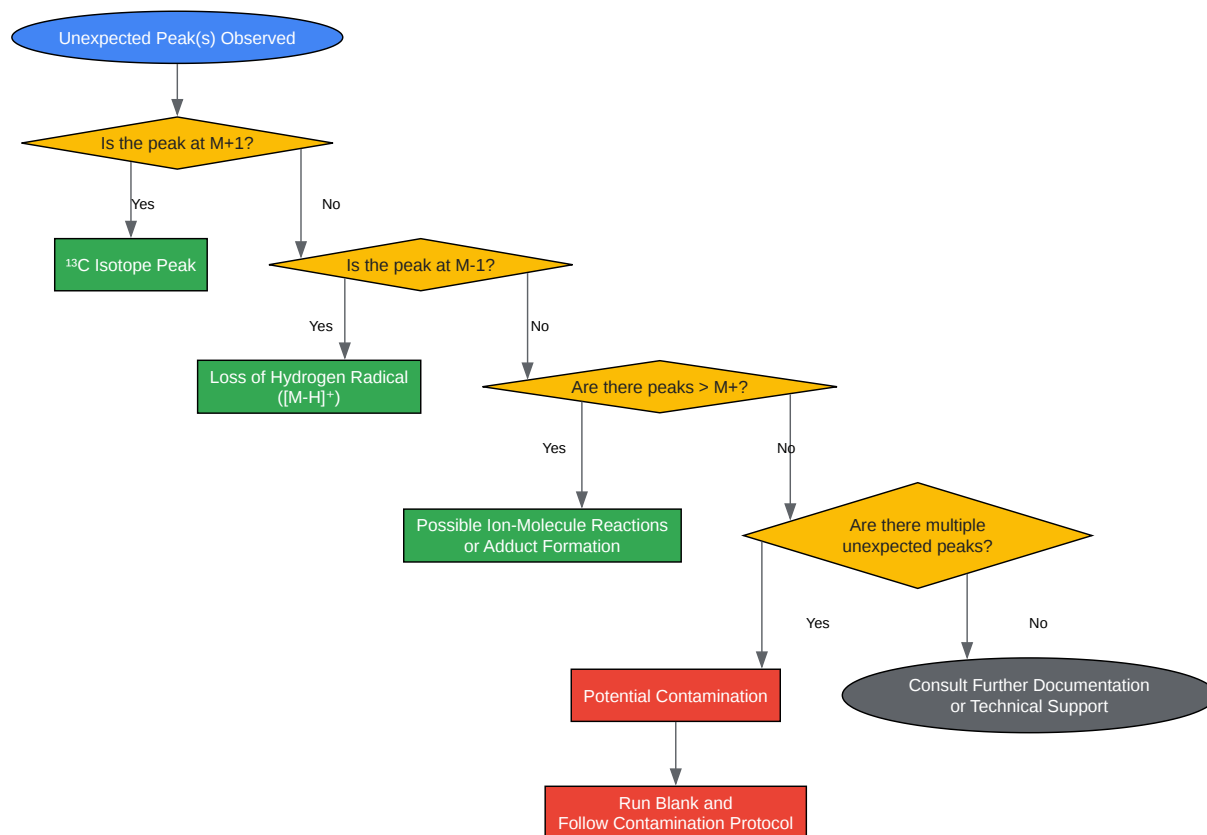 Unexpected Peak(s) Observed
Is the peak at M+1?
Yes
No
¹³C Isotope Peak
Is the peak at M-1?
Yes
No
Loss of Hydrogen Radical
([M-H]⁺)
Are there peaks > M+?
Yes
No
Possible Ion-Molecule Reactions
or Adduct Formation
Are there multiple
unexpected peaks?
Yes
No
Potential Contamination
Consult Further Documentation
or Technical Support
Run Blank and
Follow Contamination Protocol